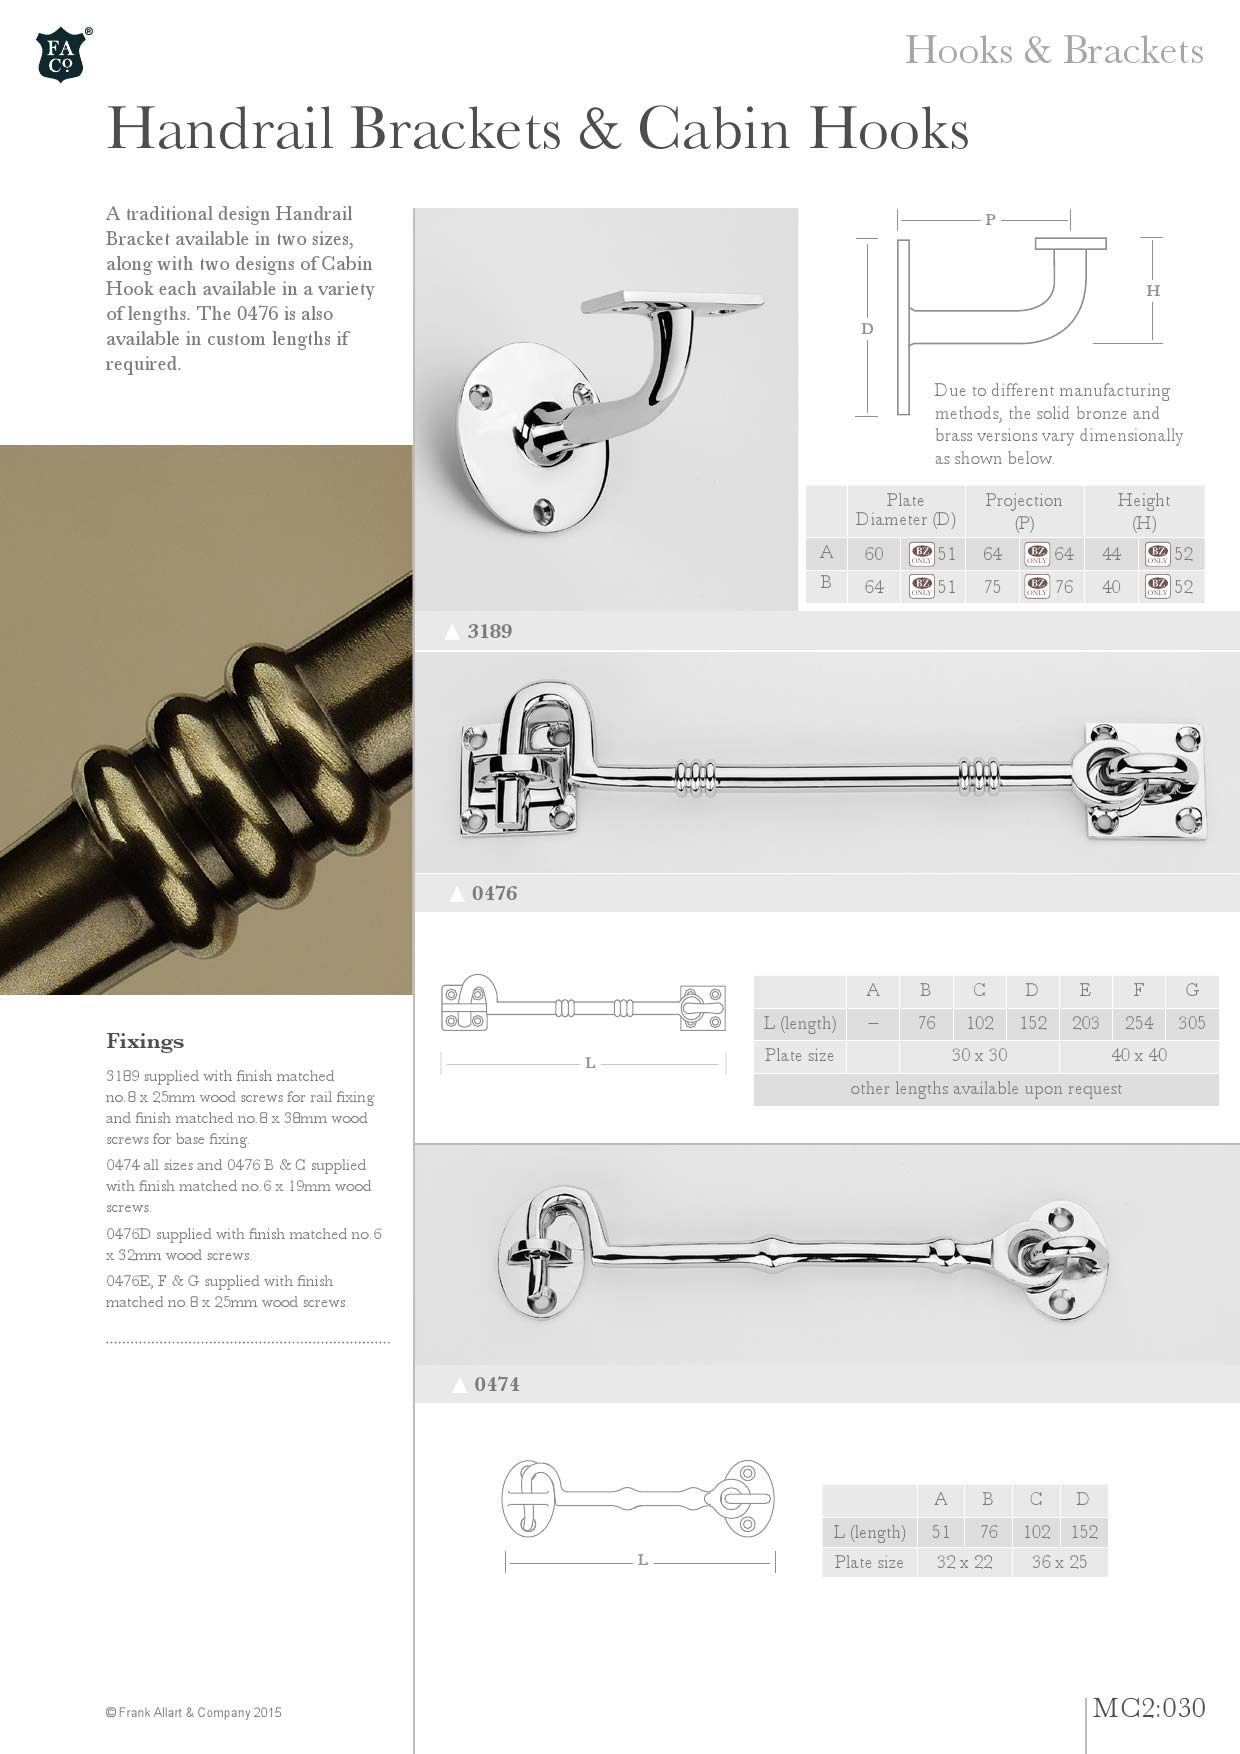 FA
Co.
®
Hooks & Brackets
Handrail Brackets & Cabin Hooks
A traditional design Handrail
Bracket available in two sizes,
along with two designs of Cabin
Hook each available in a variety
of lengths. The 0476 is also
available in custom lengths if
required.
P
D
H
Due to different manufacturing
methods, the solid bronze and
brass versions vary dimensionally
as shown below.
Plate Projection Height
Diameter (D) (P) (H)
A 60 BZ ONLY 51 64 BZ ONLY 64 44 BZ ONLY 52
B 64 BZ ONLY 51 75 BZ ONLY 76 40 BZ ONLY 52
3189
0476
L
A B C D E F G
L (length) – 76 102 152 203 254 305
Plate size 30 x 30 40 x 40
other lengths available upon request
Fixings
3189 supplied with finish matched
no.8 x 25mm wood screws for rail fixing
and finish matched no.8 x 38mm wood
screws for base fixing.
0474 all sizes and 0476 B & C supplied
with finish matched no.6 x 19mm wood
screws.
0476D supplied with finish matched no.6
x 32mm wood screws.
0476E, F & G supplied with finish
matched no 8 x 25mm wood screws.
0474
L
A B C D
L (length) 51 76 102 152
Plate size 32 x 22 36 x 25
© Frank Allart & Company 2015
MC2:030